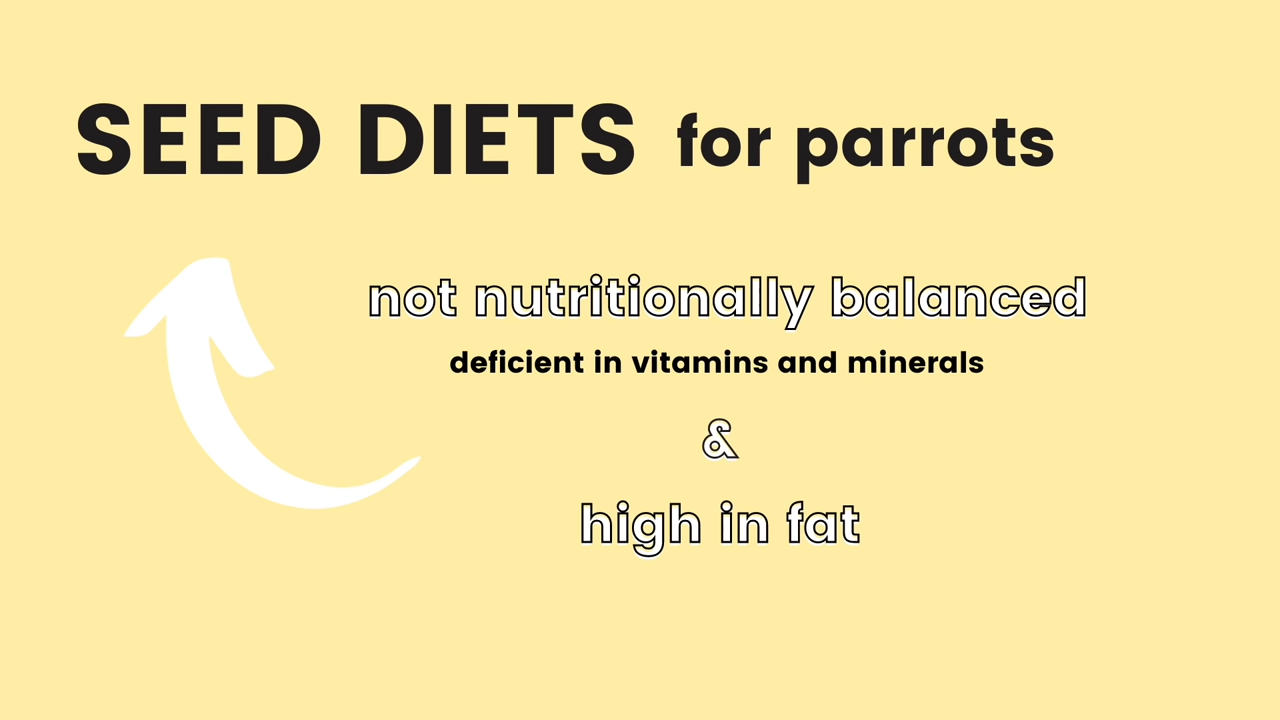 SEED DIETS for parrots
not nutritionally balanced
deficient in vitamins and minerals
&
high in fat